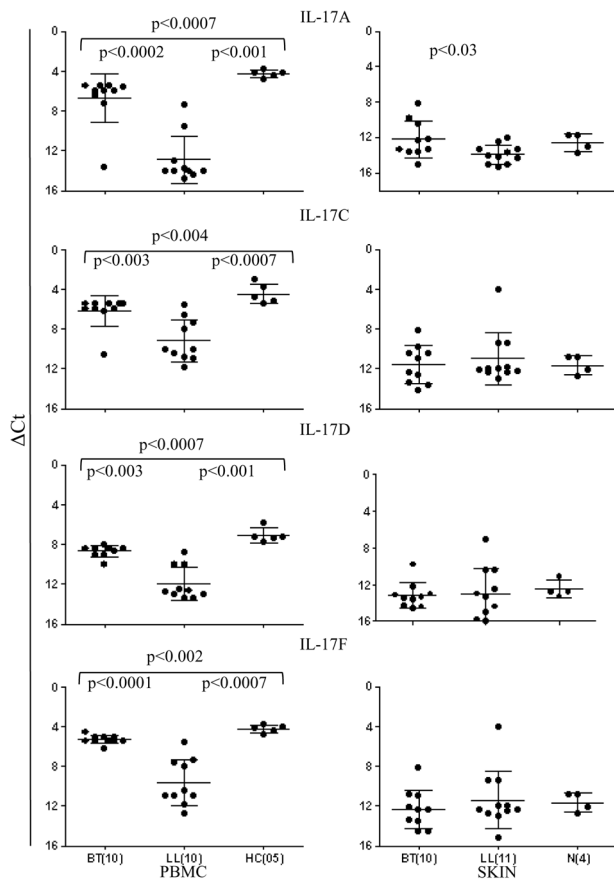 p<0.0007 IL-17A
p<0.0002 p<0.001 p<0.03
0 0
4 4
8 8
12 12
16 16
IL-17C
p<0.004
p<0.003 p<0.0007
0 0
4 4
8 8
12 12
16 16
IL-17D
p<0.0007
p<0.003 p<0.001
0 0
4 4
8 8
12 12
16 16
IL-17F
p<0.002
p<0.0001 p<0.0007
0 0
4 4
8 8
12 12
16 16
ΔCt
BT(10) LL(10) HC(05) BT(10) LL(11) N(4)
PBMC SKIN